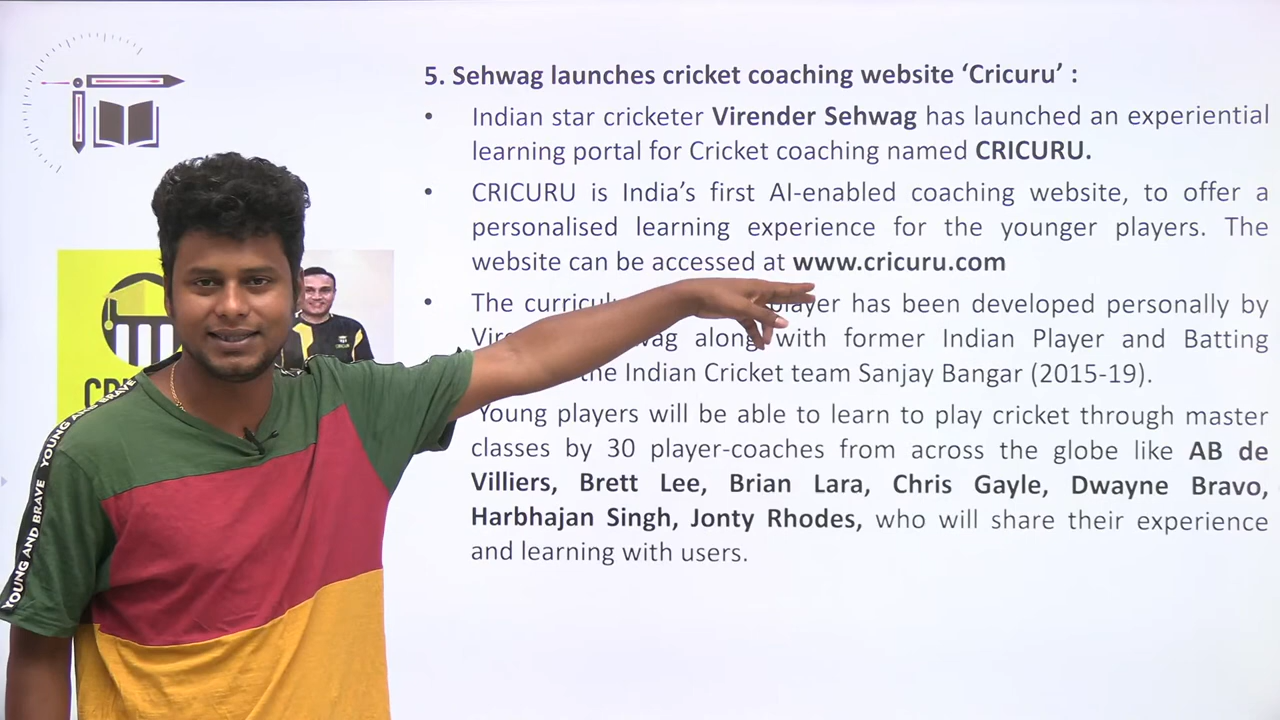 5. Sehwag launches cricket coaching website ‘Cricuru’ :
• Indian star cricketer Virender Sehwag has launched an experiential
learning portal for Cricket coaching named CRICURU.
• CRICURU is India’s first AI-enabled coaching website, to offer a
personalised learning experience for the younger players. The
website can be accessed at www.cricuru.com
• The player has been developed personally by
along with former Indian Player and Batting
the Indian Cricket team Sanjay Bangar (2015-19).
Young players will be able to learn to play cricket through master
classes by 30 player-coaches from across the globe like AB de
Villiers, Brett Lee, Brian Lara, Chris Gayle, Dwayne Bravo,
Harbhajan Singh, Jonty Rhodes, who will share their experience
and learning with users.
YOUNG AND BRAVE
YOUNG AND BRAVE